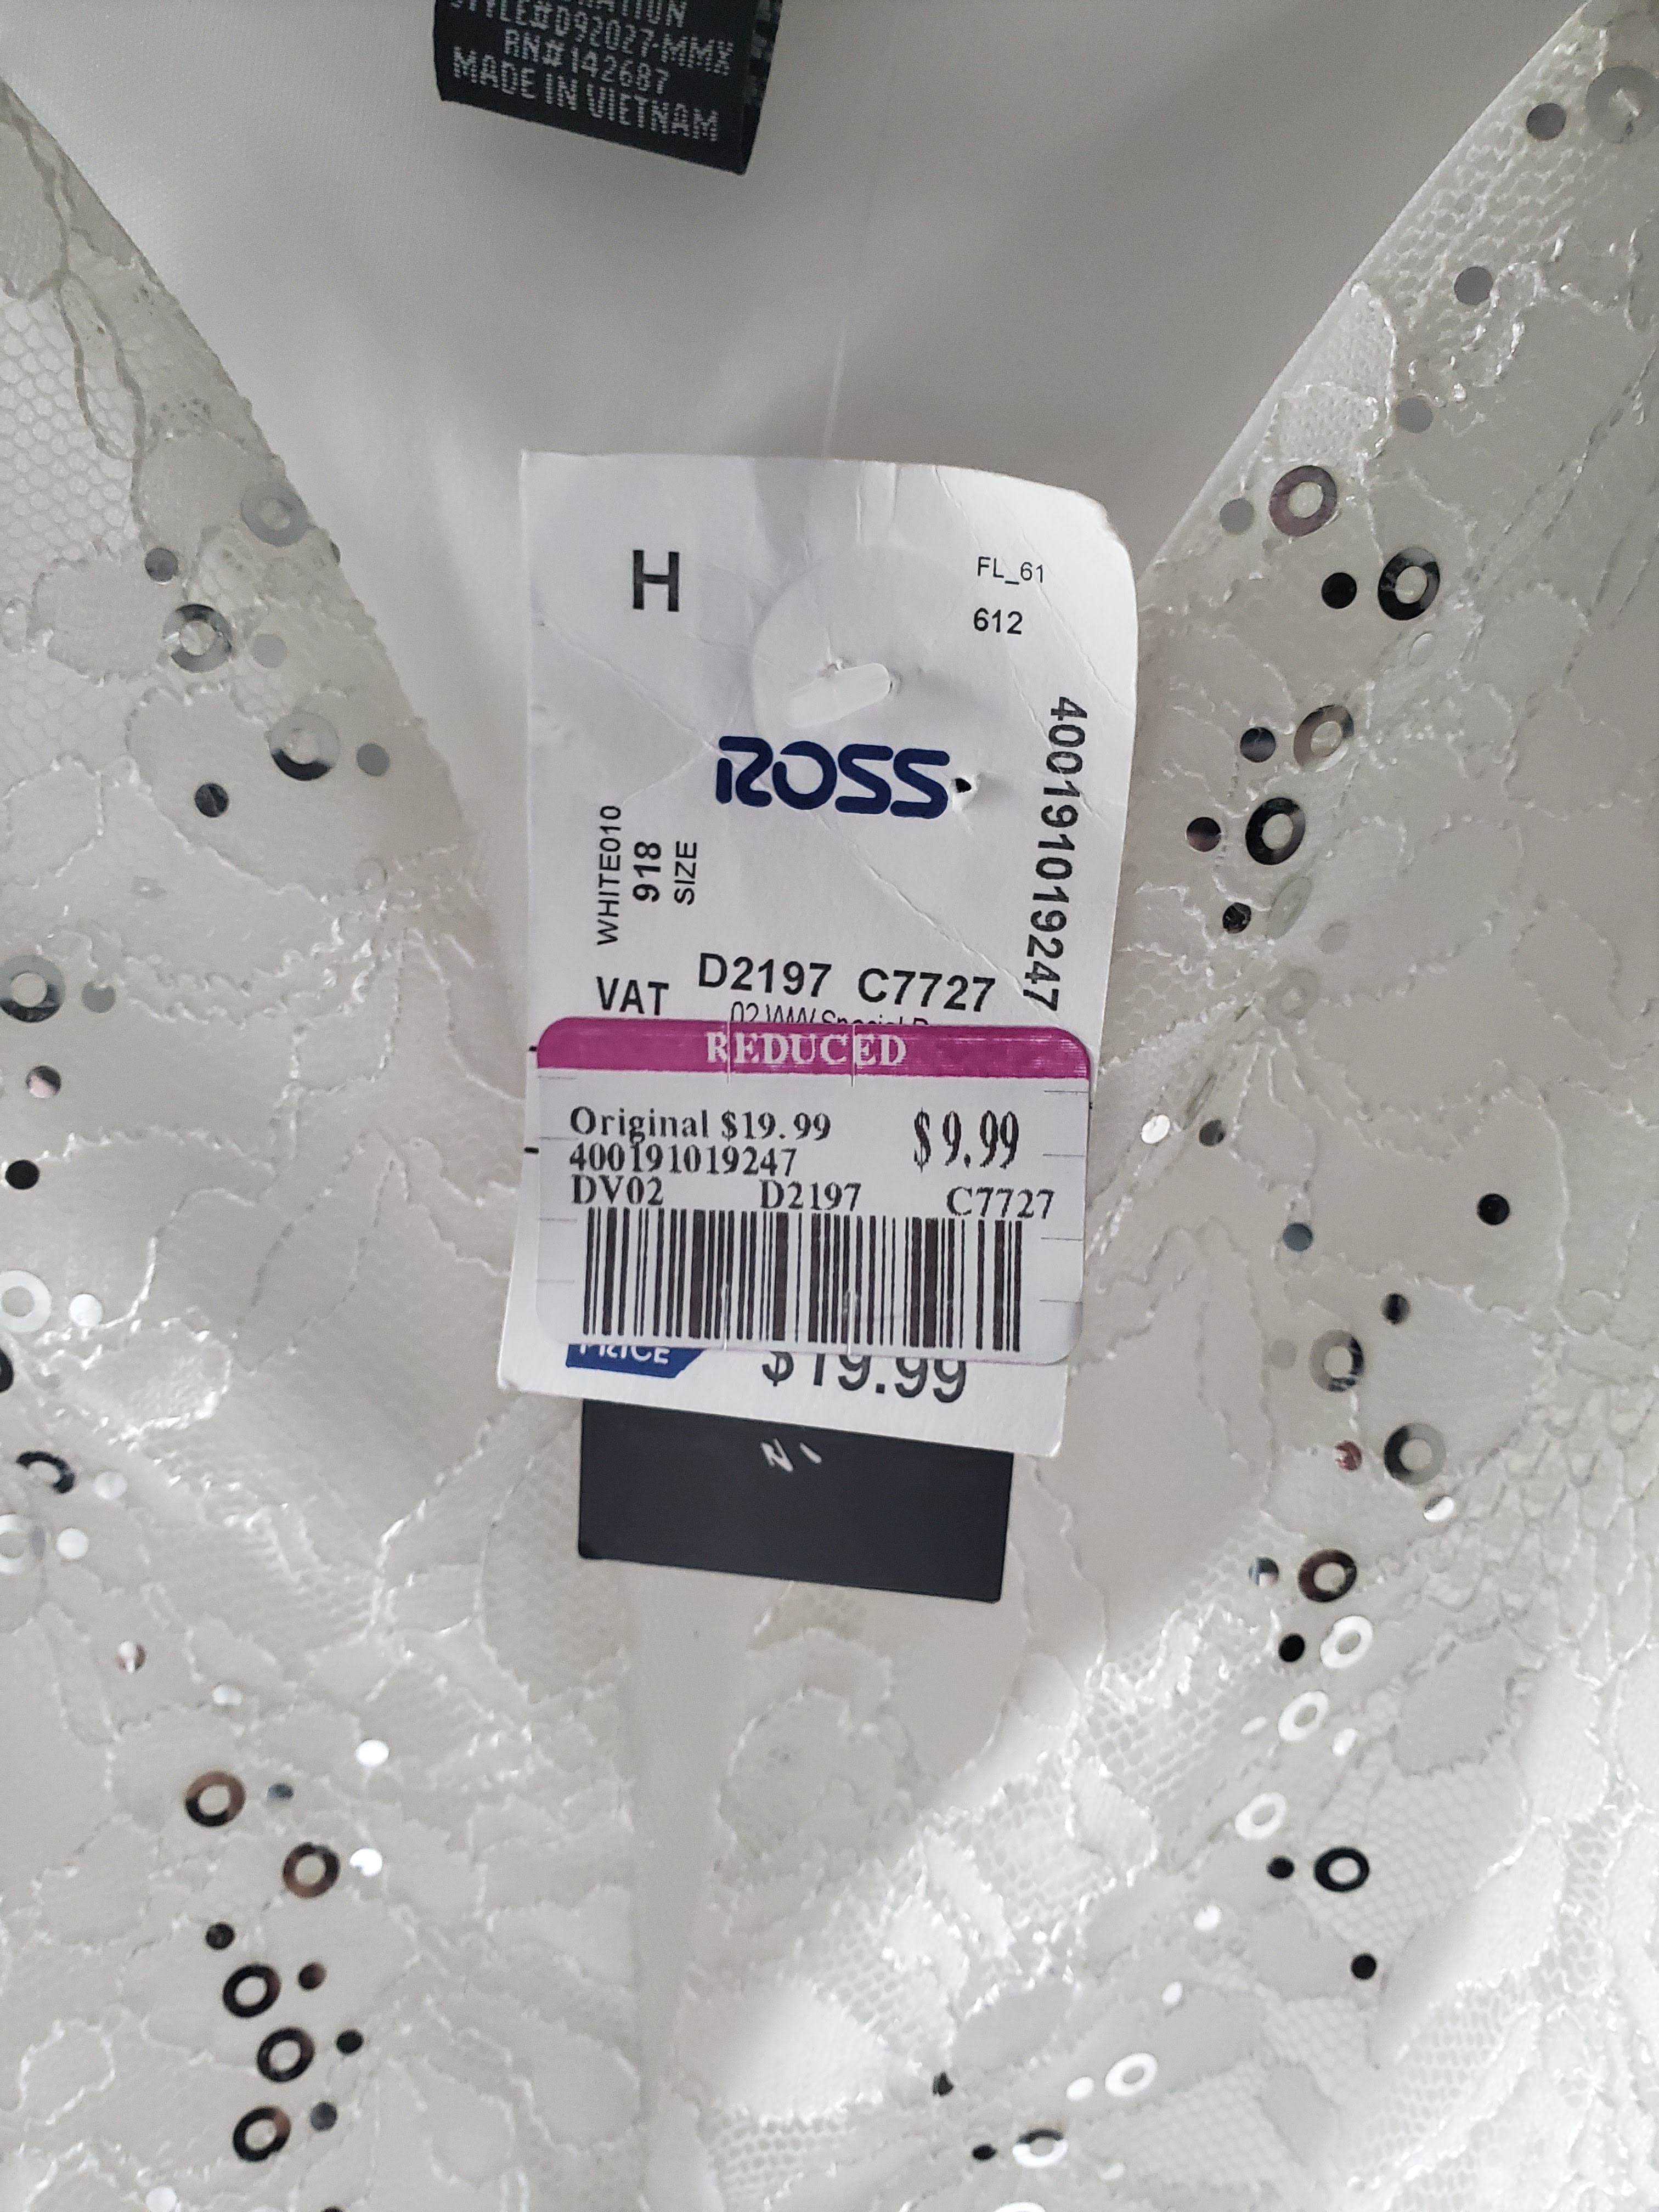 STYLE#D92027-MMX
RN#142687
MADE IN VIETNAM
H
FL_61
612
ROSS
400191019247
WHITE010
918
SIZE
D2197 C7727
VAT
REDUCED
Original $19.99 $9.99
400191019247
DV02 D2197 C7727
PRICE $19.99